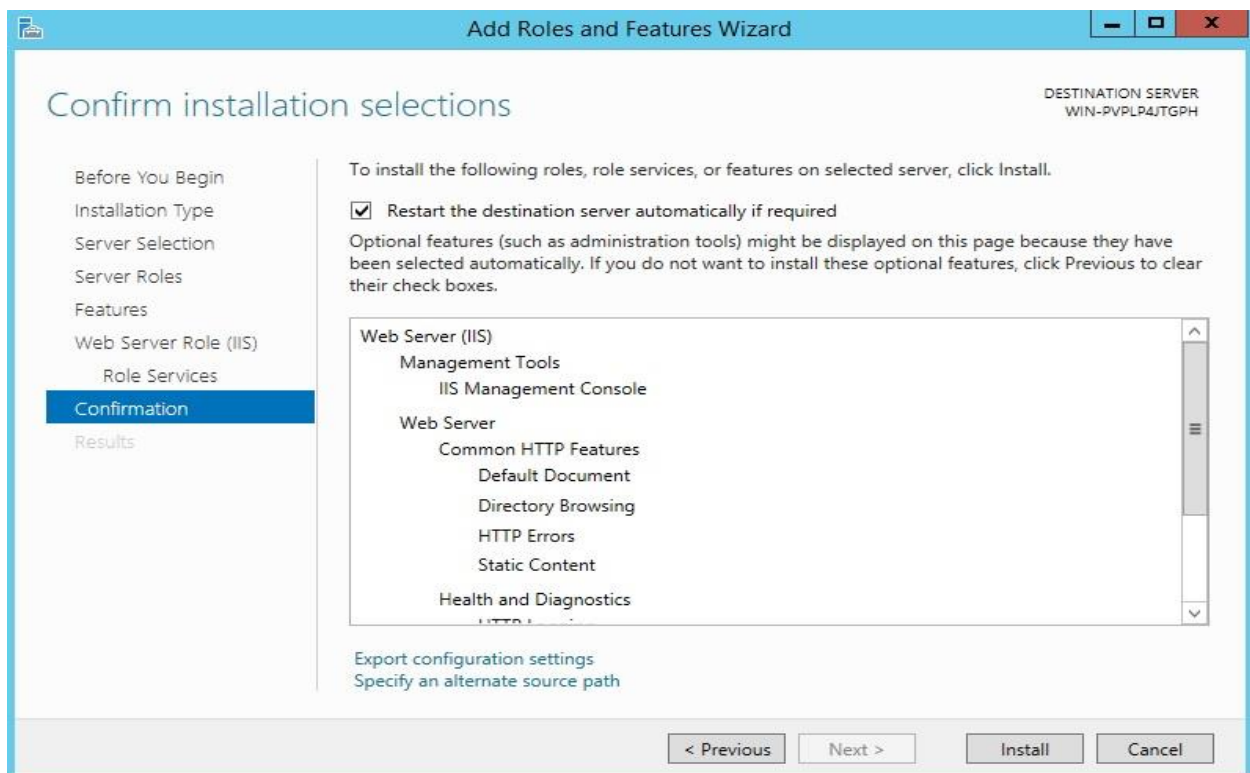 Add Roles and Features Wizard
Confirm installation selections
DESTINATION SERVER
WIN-PVPLP4JTGPH
Before You Begin
Installation Type
Server Selection
Server Roles
Features
Web Server Role (IIS)
Role Services
Confirmation
Results
To install the following roles, role services, or features on selected server, click Install.
Restart the destination server automatically if required
Optional features (such as administration tools) might be displayed on this page because they have
been selected automatically. If you do not want to install these optional features, click Previous to clear
their check boxes.
Web Server (IIS)
Management Tools
IIS Management Console
Web Server
Common HTTP Features
Default Document
Directory Browsing
HTTP Errors
Static Content
Health and Diagnostics
Export configuration settings
Specify an alternate source path
< Previous
Next >
Install
Cancel